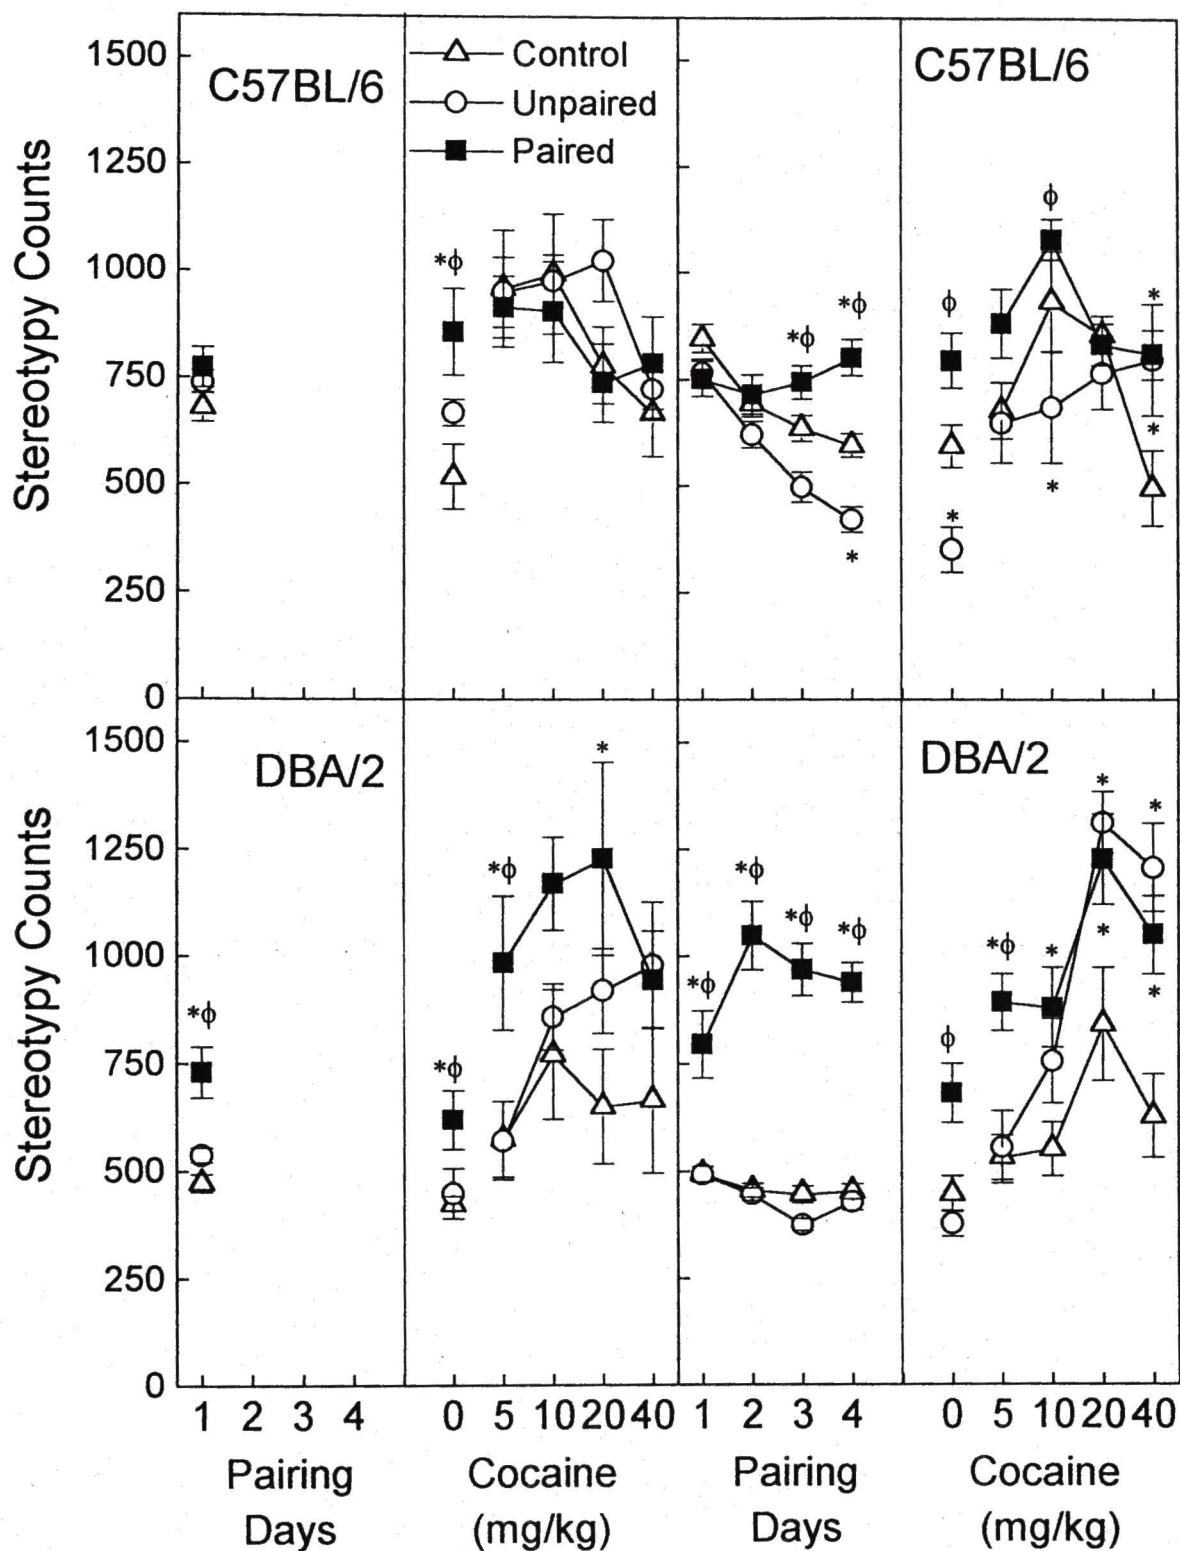 C57BL/6
Control
Unpaired
Paired
C57BL/6
Stereotypy Counts
1500
1250
1000
750
500
250
0
*ϕ
*ϕ
*ϕ
*
ϕ
ϕ
*
*
*
*
DBA/2
DBA/2
Stereotypy Counts
1500
1250
1000
750
500
250
0
*ϕ
*ϕ
*ϕ
*
*ϕ
*ϕ
*ϕ
*ϕ
ϕ
*ϕ
*
*
*
*
*
1 2 3 4
0 5 10 20 40
1 2 3 4
0 5 10 20 40
Pairing
Days
Cocaine
(mg/kg)
Pairing
Days
Cocaine
(mg/kg)